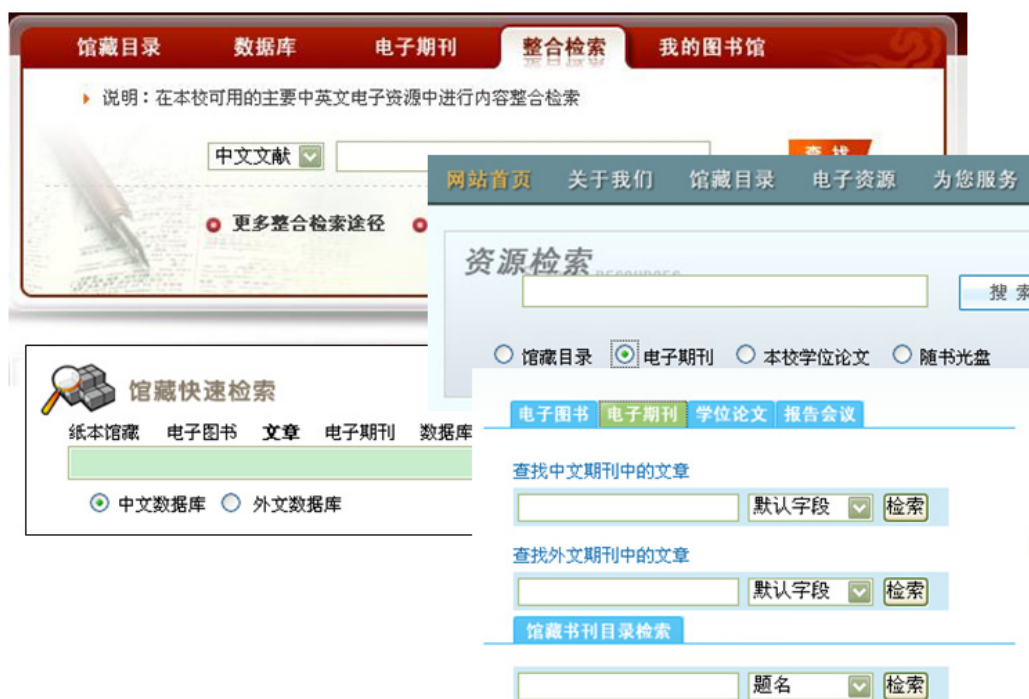 馆藏目录 数据库 电子期刊 整合检索 我的图书馆
说明：在本校可用的主要中英文电子资源中进行内容整合检索
中文文献 查找
更多整合检索途径
网站首页 关于我们 馆藏目录 电子资源 为您服务
资源检索
RESOURCES
搜索
馆藏目录 电子期刊 本校学位论文 随书光盘
馆藏快速检索
纸本馆藏 电子图书 文章 电子期刊 数据库
中文数据库 外文数据库
电子图书 电子期刊 学位论文 报告会议
查找中文期刊中的文章
默认字段 检索
查找外文期刊中的文章
默认字段 检索
馆藏书刊目录检索
题名 检索